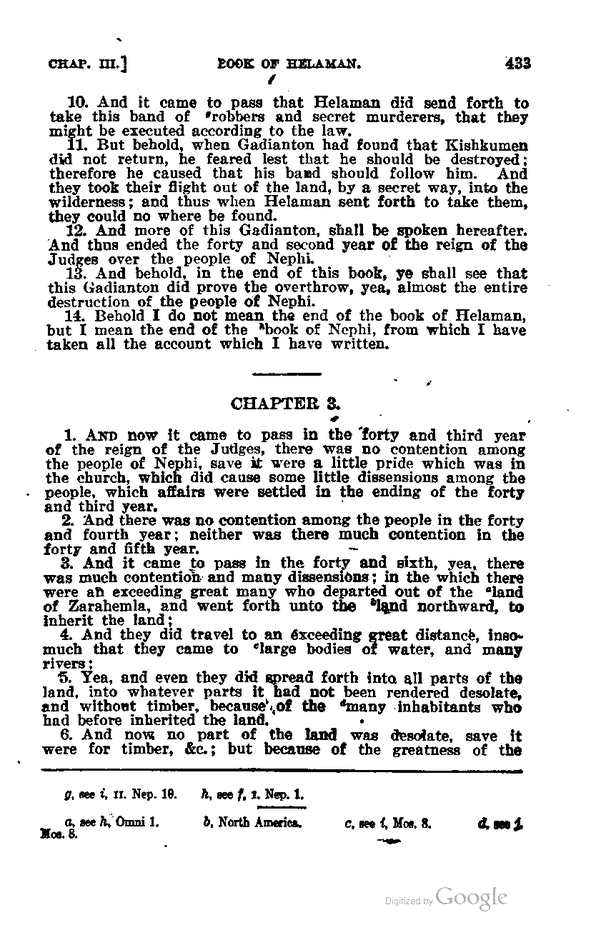 CHAP. III.] BOOK OF HELAMAN. 433
10. And it came to pass that Helaman did send forth to
take this band of ᵍrobbers and secret murderers, that they
might be executed according to the law.
11. But behold, when Gadianton had found that Kishkumen
did not return, he feared lest that he should be destroyed;
therefore he caused that his band should follow him. And
they took their flight out of the land, by a secret way, into the
wilderness; and thus when Helaman sent forth to take them,
they could no where be found.
12. And more of this Gadianton, shall be spoken hereafter.
And thus ended the forty and second year of the reign of the
Judges over the people of Nephi.
13. And behold, in the end of this book, ye shall see that
this Gadianton did prove the overthrow, yea, almost the entire
destruction of the people of Nephi.
14. Behold I do not mean the end of the book of Helaman,
but I mean the end of the ʰbook of Nephi, from which I have
taken all the account which I have written.
CHAPTER 3.
1. AND now it came to pass in the forty and third year
of the reign of the Judges, there was no contention among
the people of Nephi, save it were a little pride which was in
the church, which did cause some little dissensions among the
people, which affairs were settled in the ending of the forty
and third year.
2. And there was no contention among the people in the forty
and fourth year; neither was there much contention in the
forty and fifth year.
3. And it came to pass in the forty and sixth, yea, there
was much contention and many dissensions; in the which there
were an exceeding great many who departed out of the ᵃland
of Zarahemla, and went forth unto the ᵇland northward, to
inherit the land;
4. And they did travel to an exceeding great distance, inso-
much that they came to ᶜlarge bodies of water, and many
rivers;
5. Yea, and even they did spread forth into all parts of the
land, into whatever parts it had not been rendered desolate,
and without timber, because of the ᵈmany inhabitants who
had before inherited the land.
6. And now no part of the land was desolate, save it
were for timber, &c.; but because of the greatness of the
g, see i, II. Nep. 10. h, see f, I. Nep. 1.
a, see h, Omni 1. b, North America. c, see i, Mos. 8. d, see j,
Mos. 8.
Digitized by Google